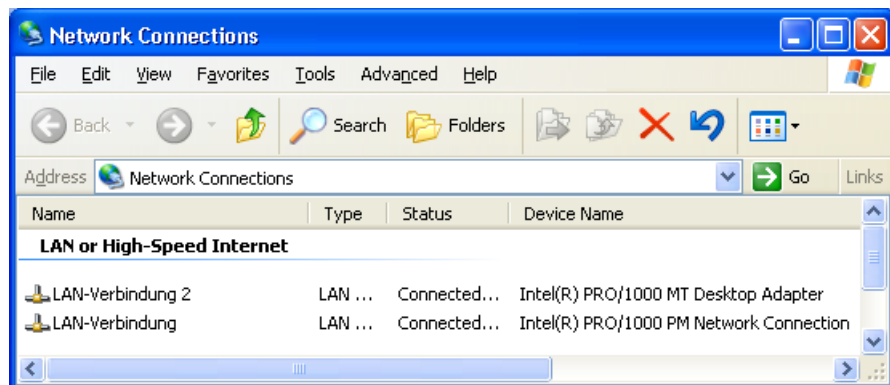 Network Connections
File Edit View Favorites Tools Advanced Help
Back Search Folders
Address Network Connections Go Links
Name Type Status Device Name
LAN or High-Speed Internet
LAN-Verbindung 2 LAN ... Connected... Intel(R) PRO/1000 MT Desktop Adapter
LAN-Verbindung LAN ... Connected... Intel(R) PRO/1000 PM Network Connection